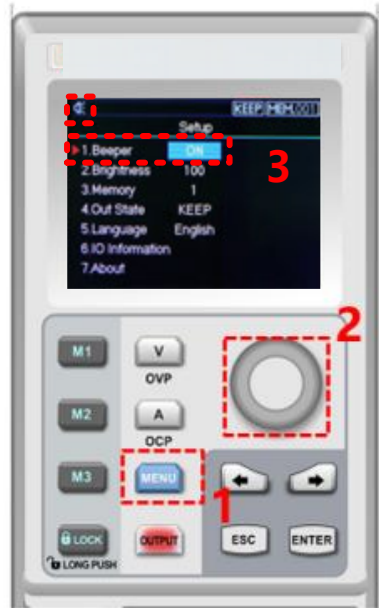 KEEP MEM:001
Setup
1.Beeper ON
3
2.Brightness 100
3.Memory 1
4.Out State KEEP
5.Language English
6.IO Information
7.About
2
M1 V
OVP
M2 A
OCP
M3 MENU
1
LOCK OUTPUT ESC ENTER
LONG PUSH